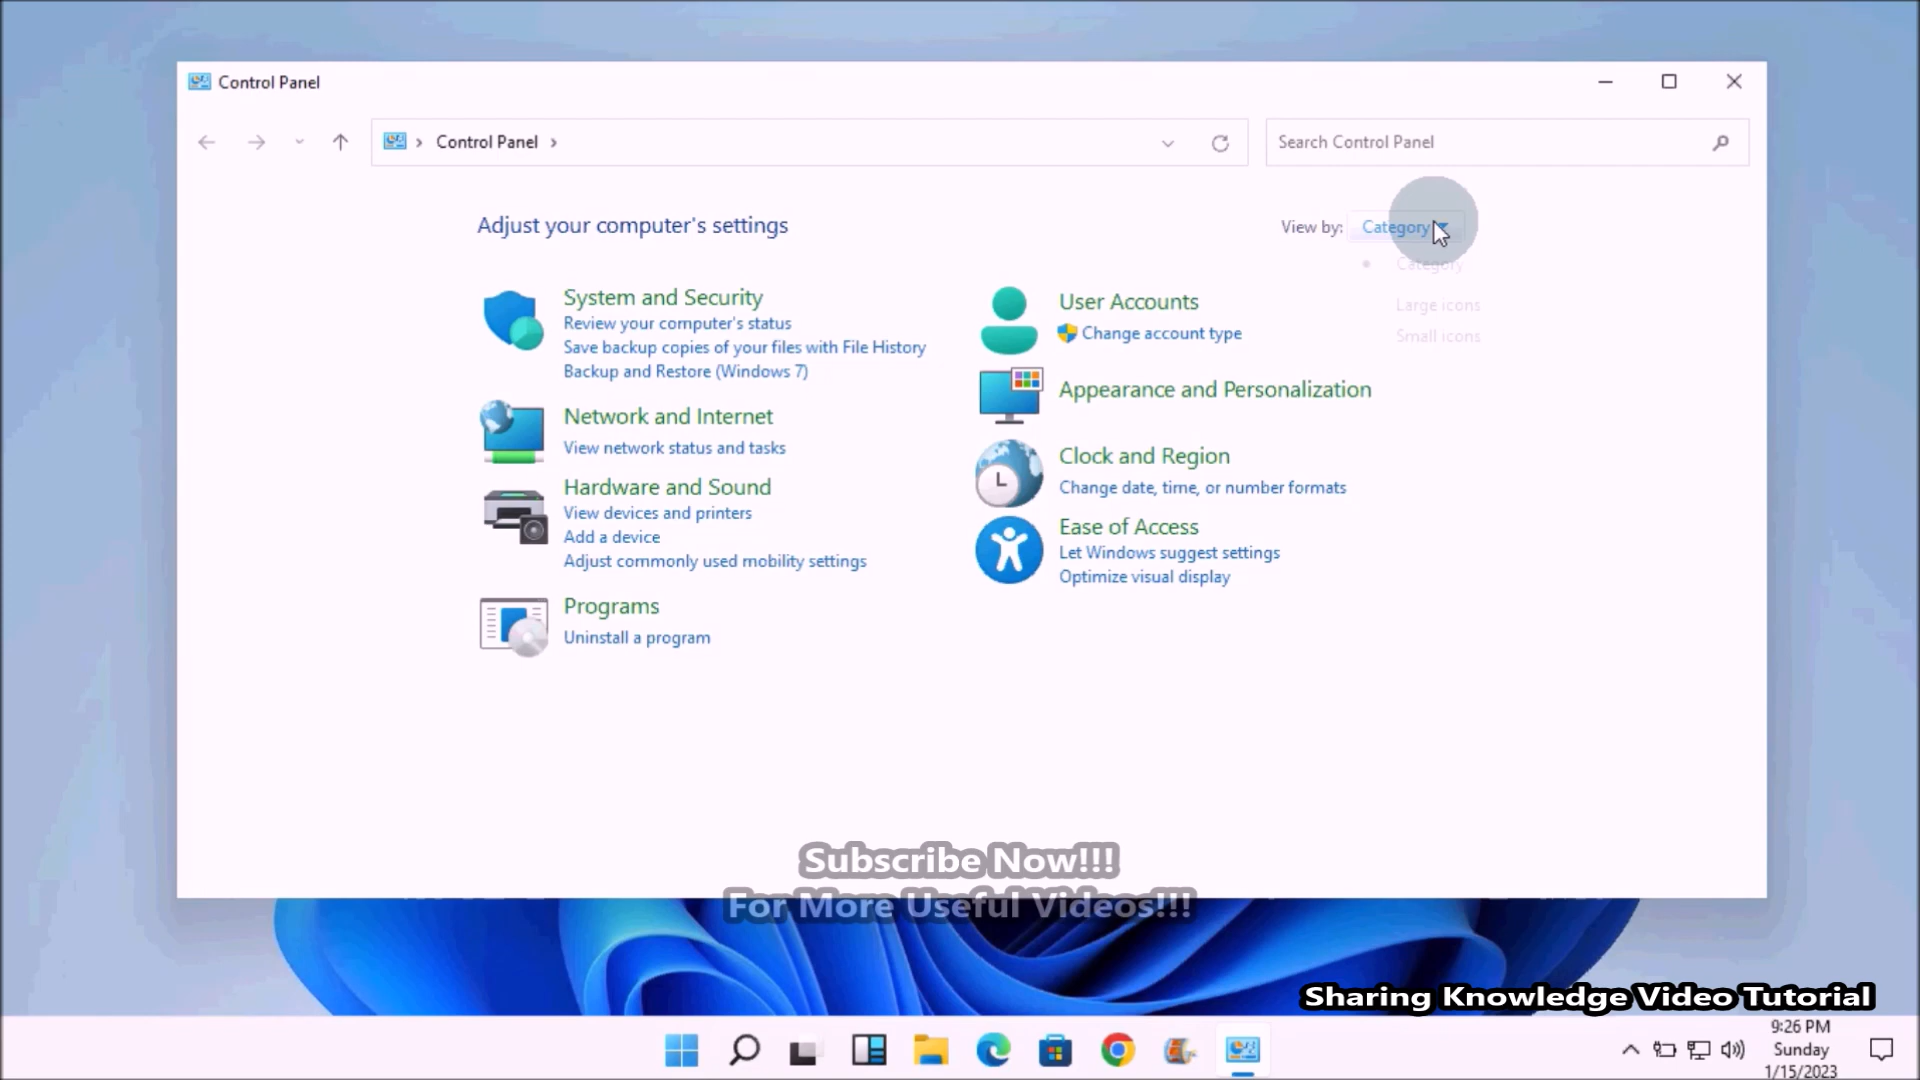 Control Panel
Control Panel
Search Control Panel
Adjust your computer's settings
View by: Category
Category
Large icons
Small icons
System and Security
Review your computer's status
Save backup copies of your files with File History
Backup and Restore (Windows 7)
Network and Internet
View network status and tasks
Hardware and Sound
View devices and printers
Add a device
Adjust commonly used mobility settings
Programs
Uninstall a program
User Accounts
Change account type
Appearance and Personalization
Clock and Region
Change date, time, or number formats
Ease of Access
Let Windows suggest settings
Optimize visual display
Subscribe Now!!!
For More Useful Videos!!!
Sharing Knowledge Video Tutorial
9:26 PM
Sunday
1/15/2023